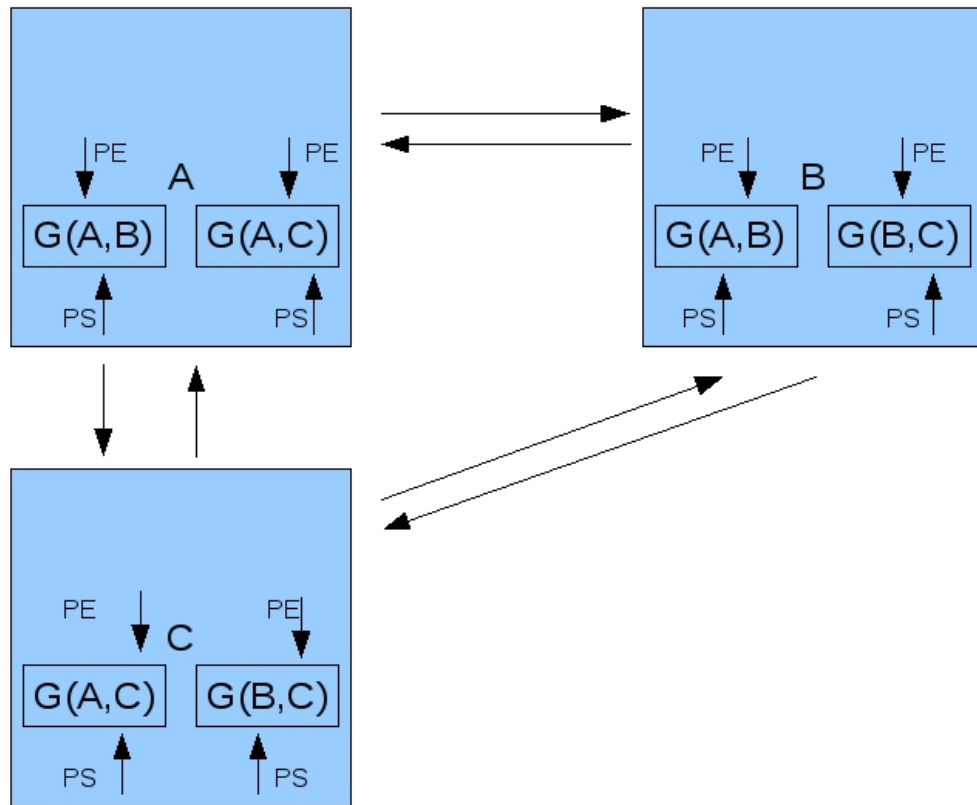 PE
PE
A
G(A,B)
G(A,C)
PS
PS
PE
PE
B
G(A,B)
G(B,C)
PS
PS
PE
PE
C
G(A,C)
G(B,C)
PS
PS